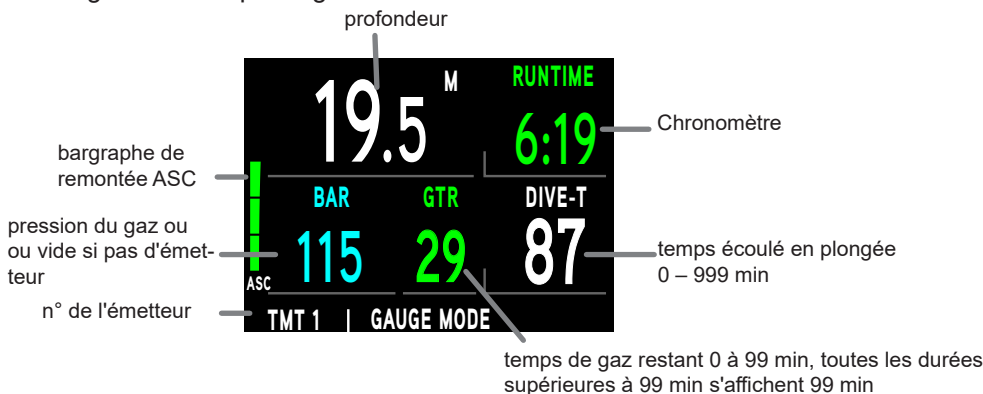 profondeur
M
RUNTIME
19.5
6:19
Chronomètre
bargraphe de
remontée ASC
BAR
GTR
DIVE-T
pression du gaz ou
ou vide si pas d'émet-
teur
115
29
87
temps écoulé en plongée
0 – 999 min
ASC
n° de l'émetteur
TMT 1 | GAUGE MODE
temps de gaz restant 0 à 99 min, toutes les durées
supérieures à 99 min s'affichent 99 min